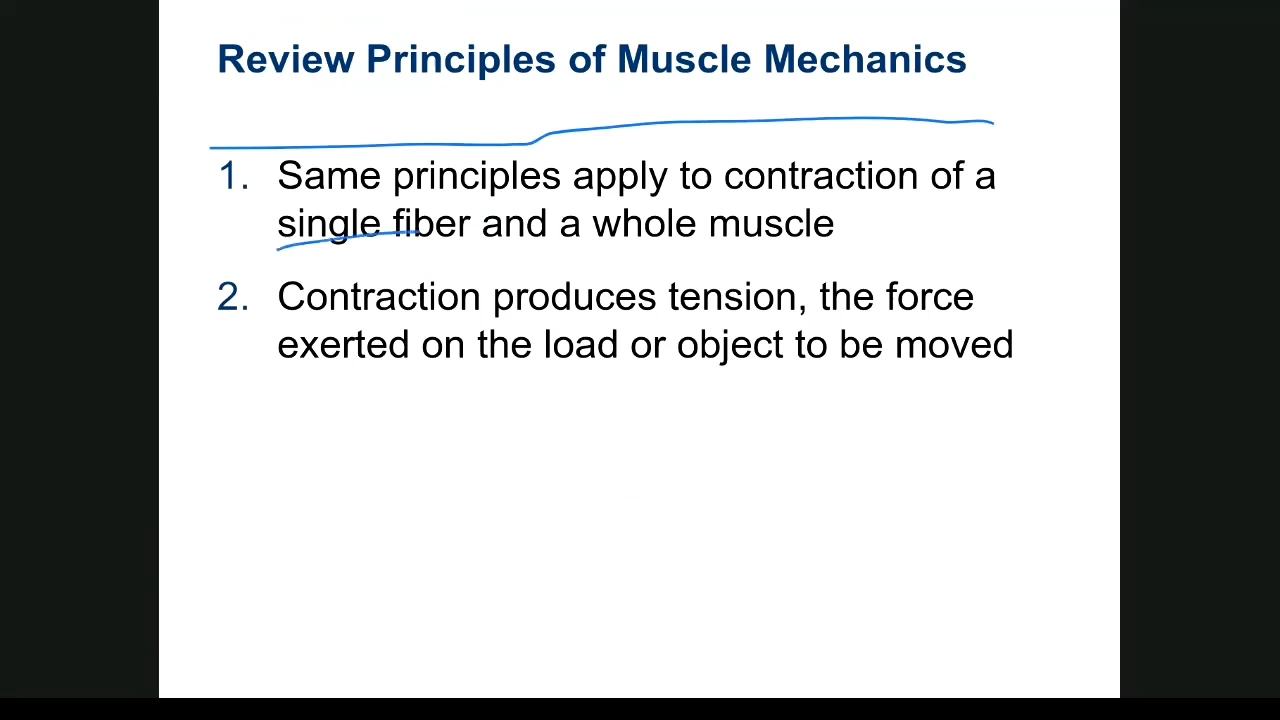 Review Principles of Muscle Mechanics
1. Same principles apply to contraction of a
single fiber and a whole muscle
2. Contraction produces tension, the force
exerted on the load or object to be moved